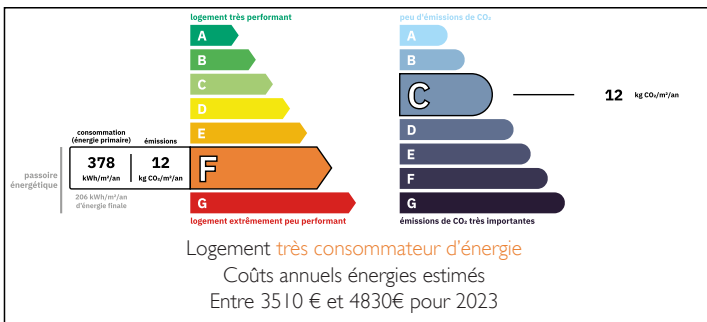 logement très performant
A
B
C
D
E
consommation
(énergie primaire)
émissions
378
kWh/m²/an
12
kg CO₂/m²/an
F
passoire
énergétique
206 kWh/m²/an
d'énergie finale
G
logement extrêmement peu performant
peu d'émissions de CO₂
A
B
C
12
kg CO₂/m²/an
D
E
F
G
émissions de CO₂ très importantes
Logement très consommateur d'énergie
Coûts annuels énergies estimés
Entre 3510 € et 4830€ pour 2023